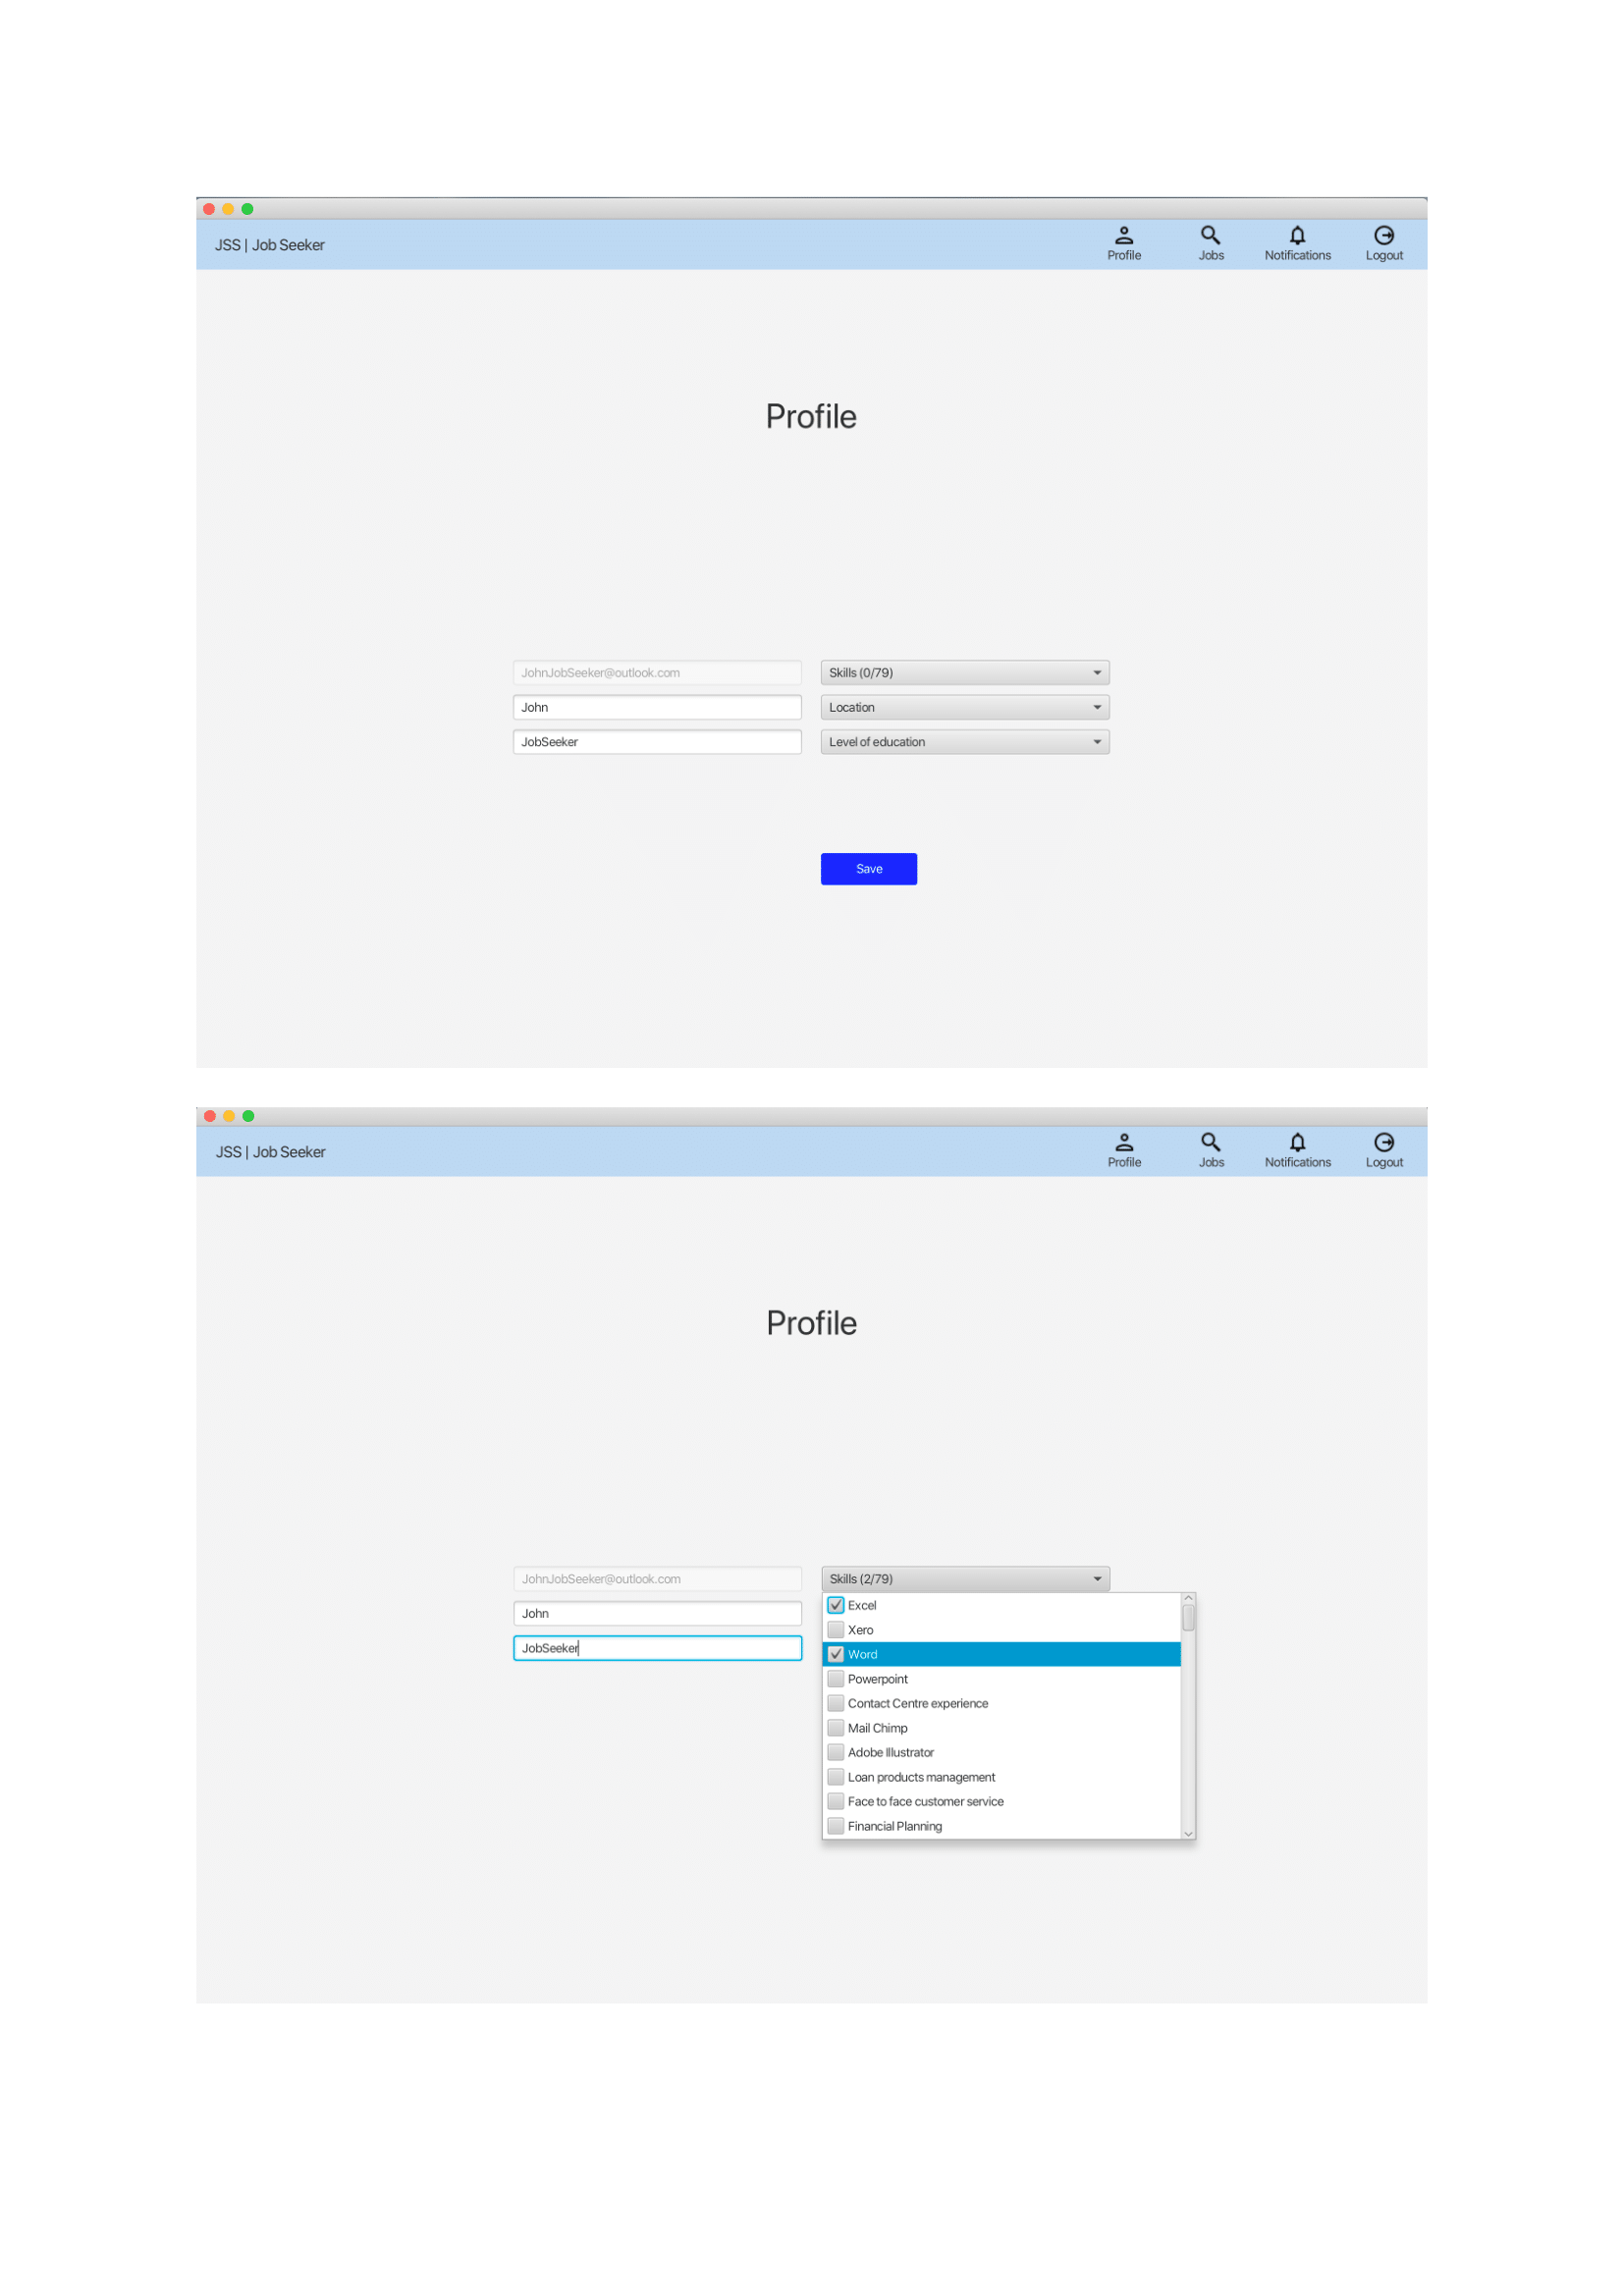 JSS | Job Seeker
Profile Jobs Notifications Logout
Profile
JohnJobSeeker@outlook.com Skills (0/79)
John Location
JobSeeker Level of education
Save
JSS | Job Seeker
Profile Jobs Notifications Logout
Profile
JohnJobSeeker@outlook.com Skills (2/79)
Excel
John
Xero
JobSeeker Word
Powerpoint
Contact Centre experience
Mail Chimp
Adobe Illustrator
Loan products management
Face to face customer service
Financial Planning